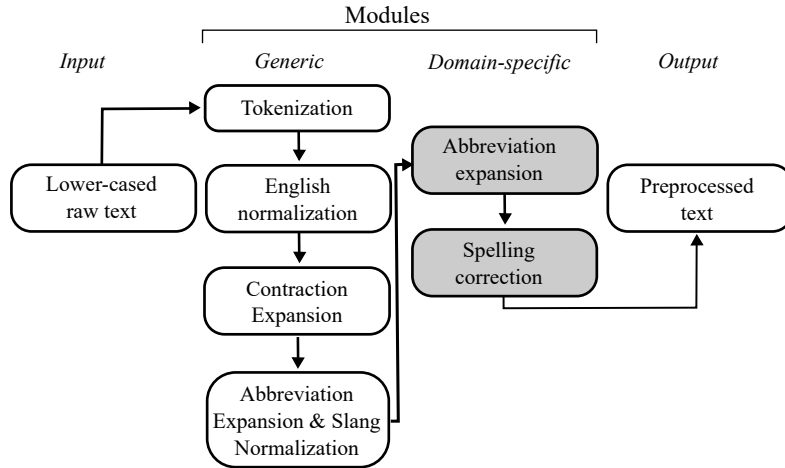 Modules
Input
Generic
Domain-specific
Output
Lower-cased
raw text
Tokenization
English
normalization
Contraction
Expansion
Abbreviation
Expansion & Slang
Normalization
Abbreviation
expansion
Spelling
correction
Preprocessed
text